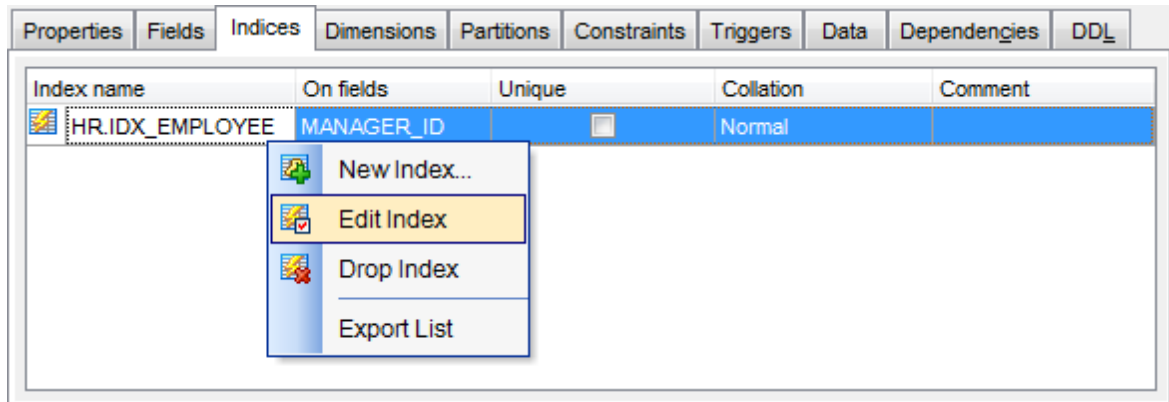 Properties Fields Indices Dimensions Partitions Constraints Triggers Data Dependencies DDL
Index name On fields Unique Collation Comment
HR.IDX_EMPLOYEE MANAGER_ID Normal
New Index...
Edit Index
Drop Index
Export List